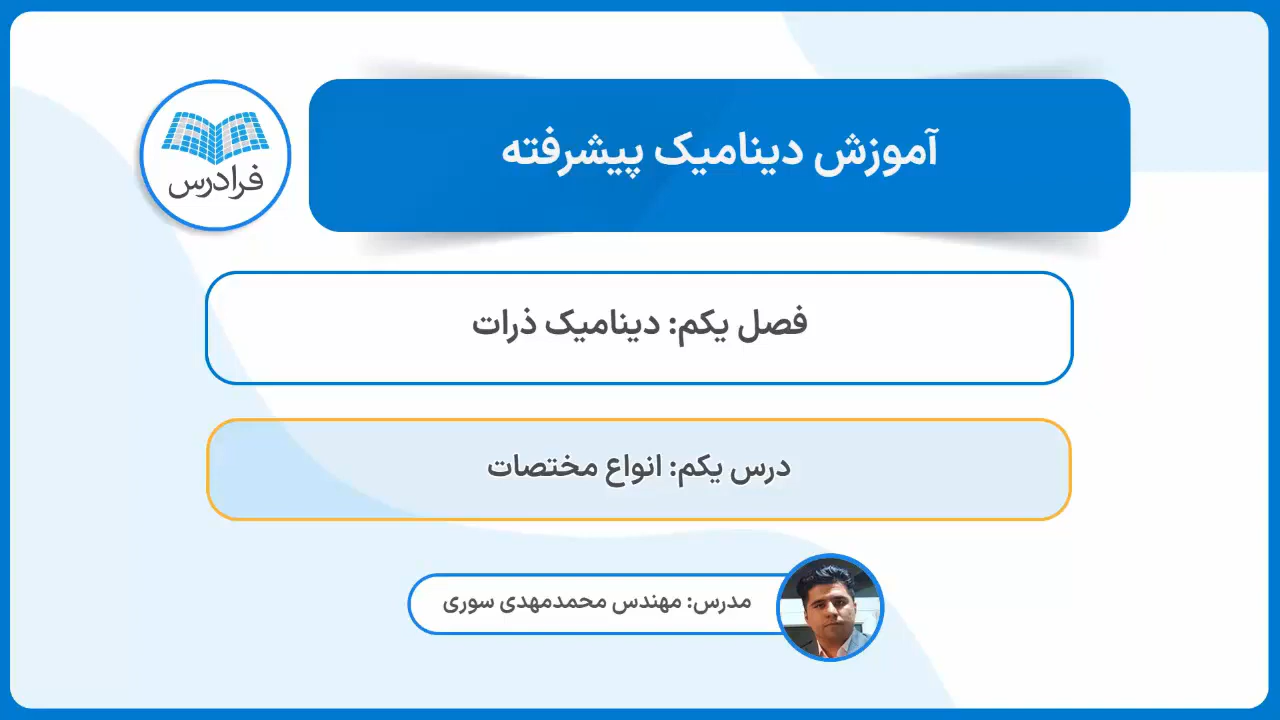 آموزش دینامیک پیشرفته
فرادرس
فصل یکم: دینامیک ذرات
درس یکم: انواع مختصات
مدرس: مهندس محمدمهدی سوری